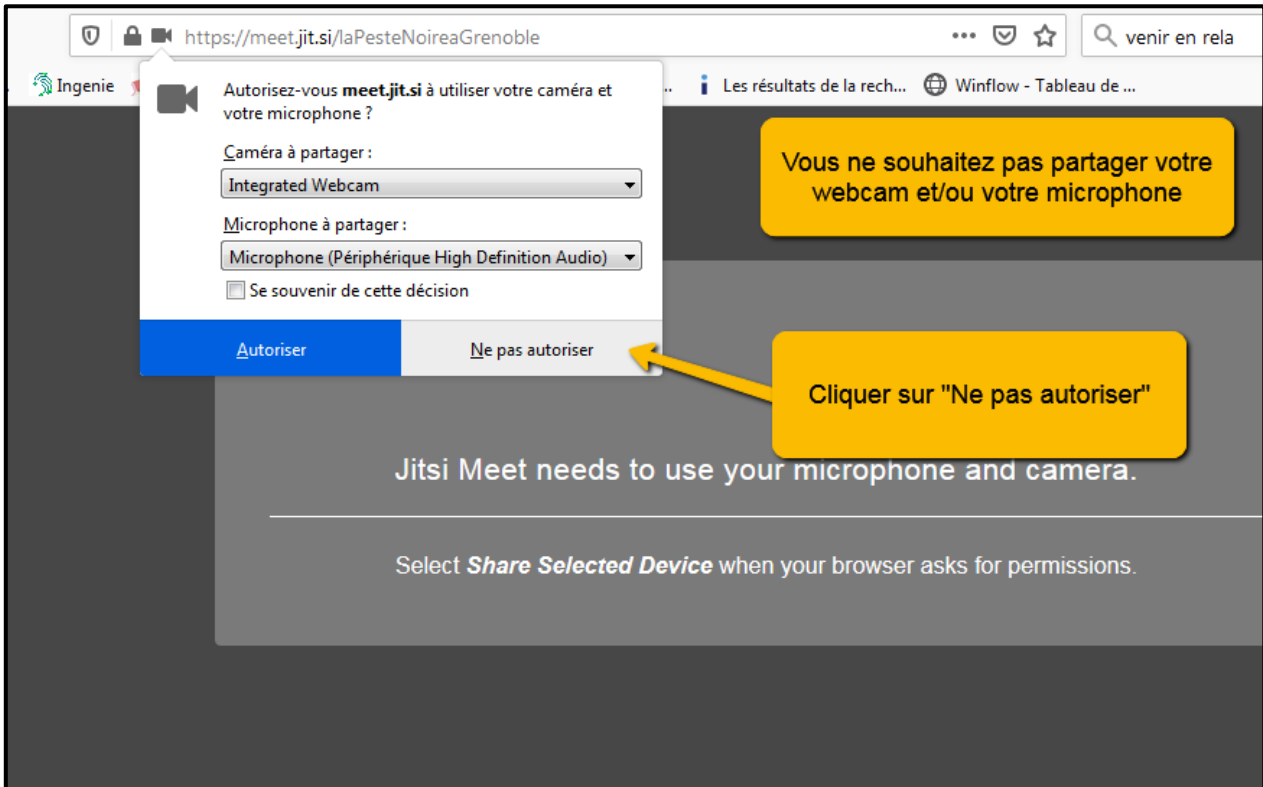 https://meet.jit.si/laPesteNoireaGrenoble
venir en rela
Ingenie
Les résultats de la rech...
Winflow - Tableau de ...
Autorisez-vous meet.jit.si à utiliser votre caméra et
votre microphone ?
Caméra à partager :
Integrated Webcam
Microphone à partager :
Microphone (Périphérique High Definition Audio)
Se souvenir de cette décision
Autoriser
Ne pas autoriser
Vous ne souhaitez pas partager votre
webcam et/ou votre microphone
Cliquer sur "Ne pas autoriser"
Jitsi Meet needs to use your microphone and camera.
Select Share Selected Device when your browser asks for permissions.